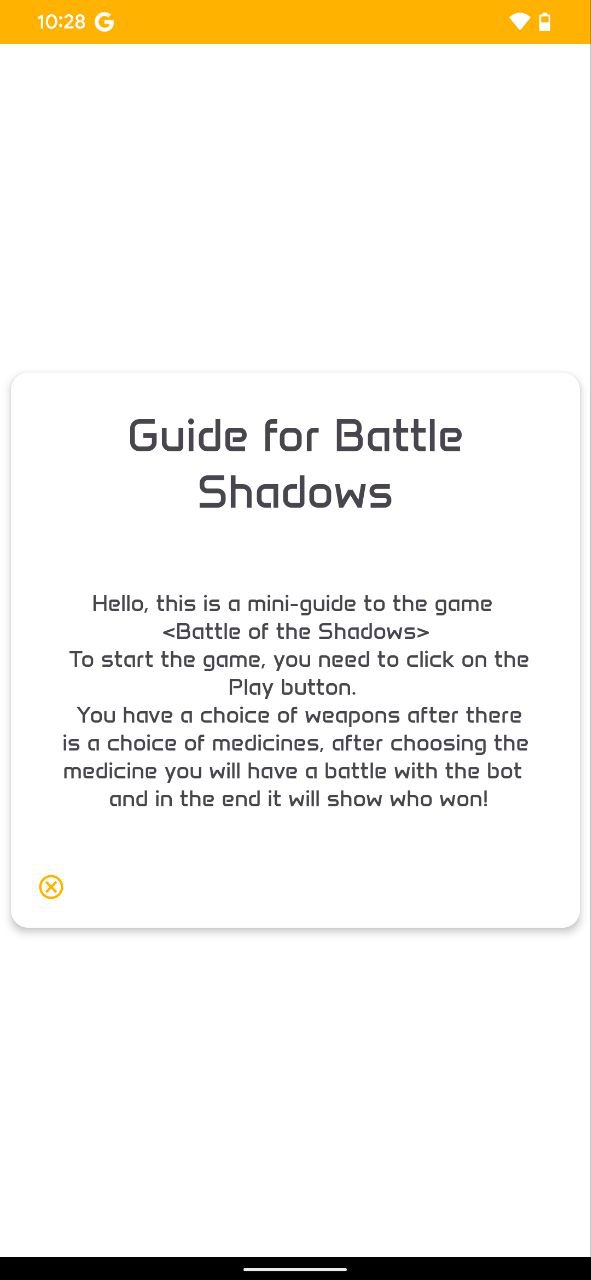 10:28
Guide for Battle
Shadows
Hello, this is a mini-guide to the game
<Battle of the Shadows>
To start the game, you need to click on the
Play button.
You have a choice of weapons after there
is a choice of medicines, after choosing the
medicine you will have a battle with the bot
and in the end it will show who won!